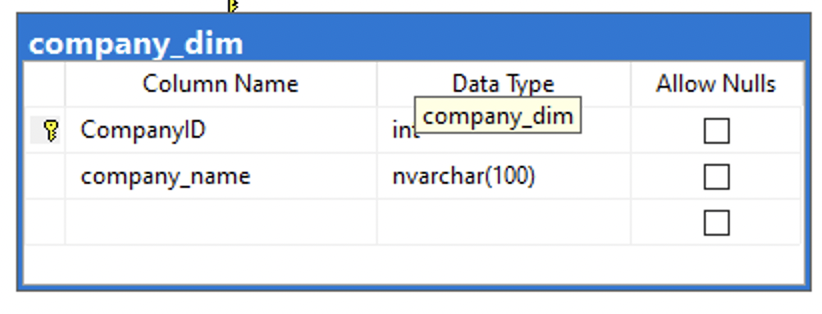 company_dim
Column Name Data Type Allow Nulls
company_dim
CompanyID int
company_name nvarchar(100)